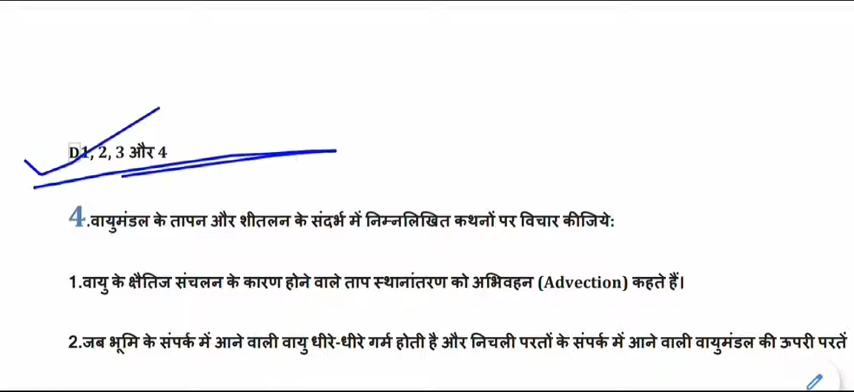 D1, 2, 3 और 4
4.वायुमंडल के तापन और शीतलन के संदर्भ में निम्नलिखित कथनों पर विचार कीजिये:
1.वायु के क्षैतिज संचलन के कारण होने वाले ताप स्थानांतरण को अभिवहन (Advection) कहते हैं।
2.जब भूमि के संपर्क में आने वाली वायु धीरे-धीरे गर्म होती है और निचली परतों के संपर्क में आने वाली वायुमंडल की ऊपरी परतें